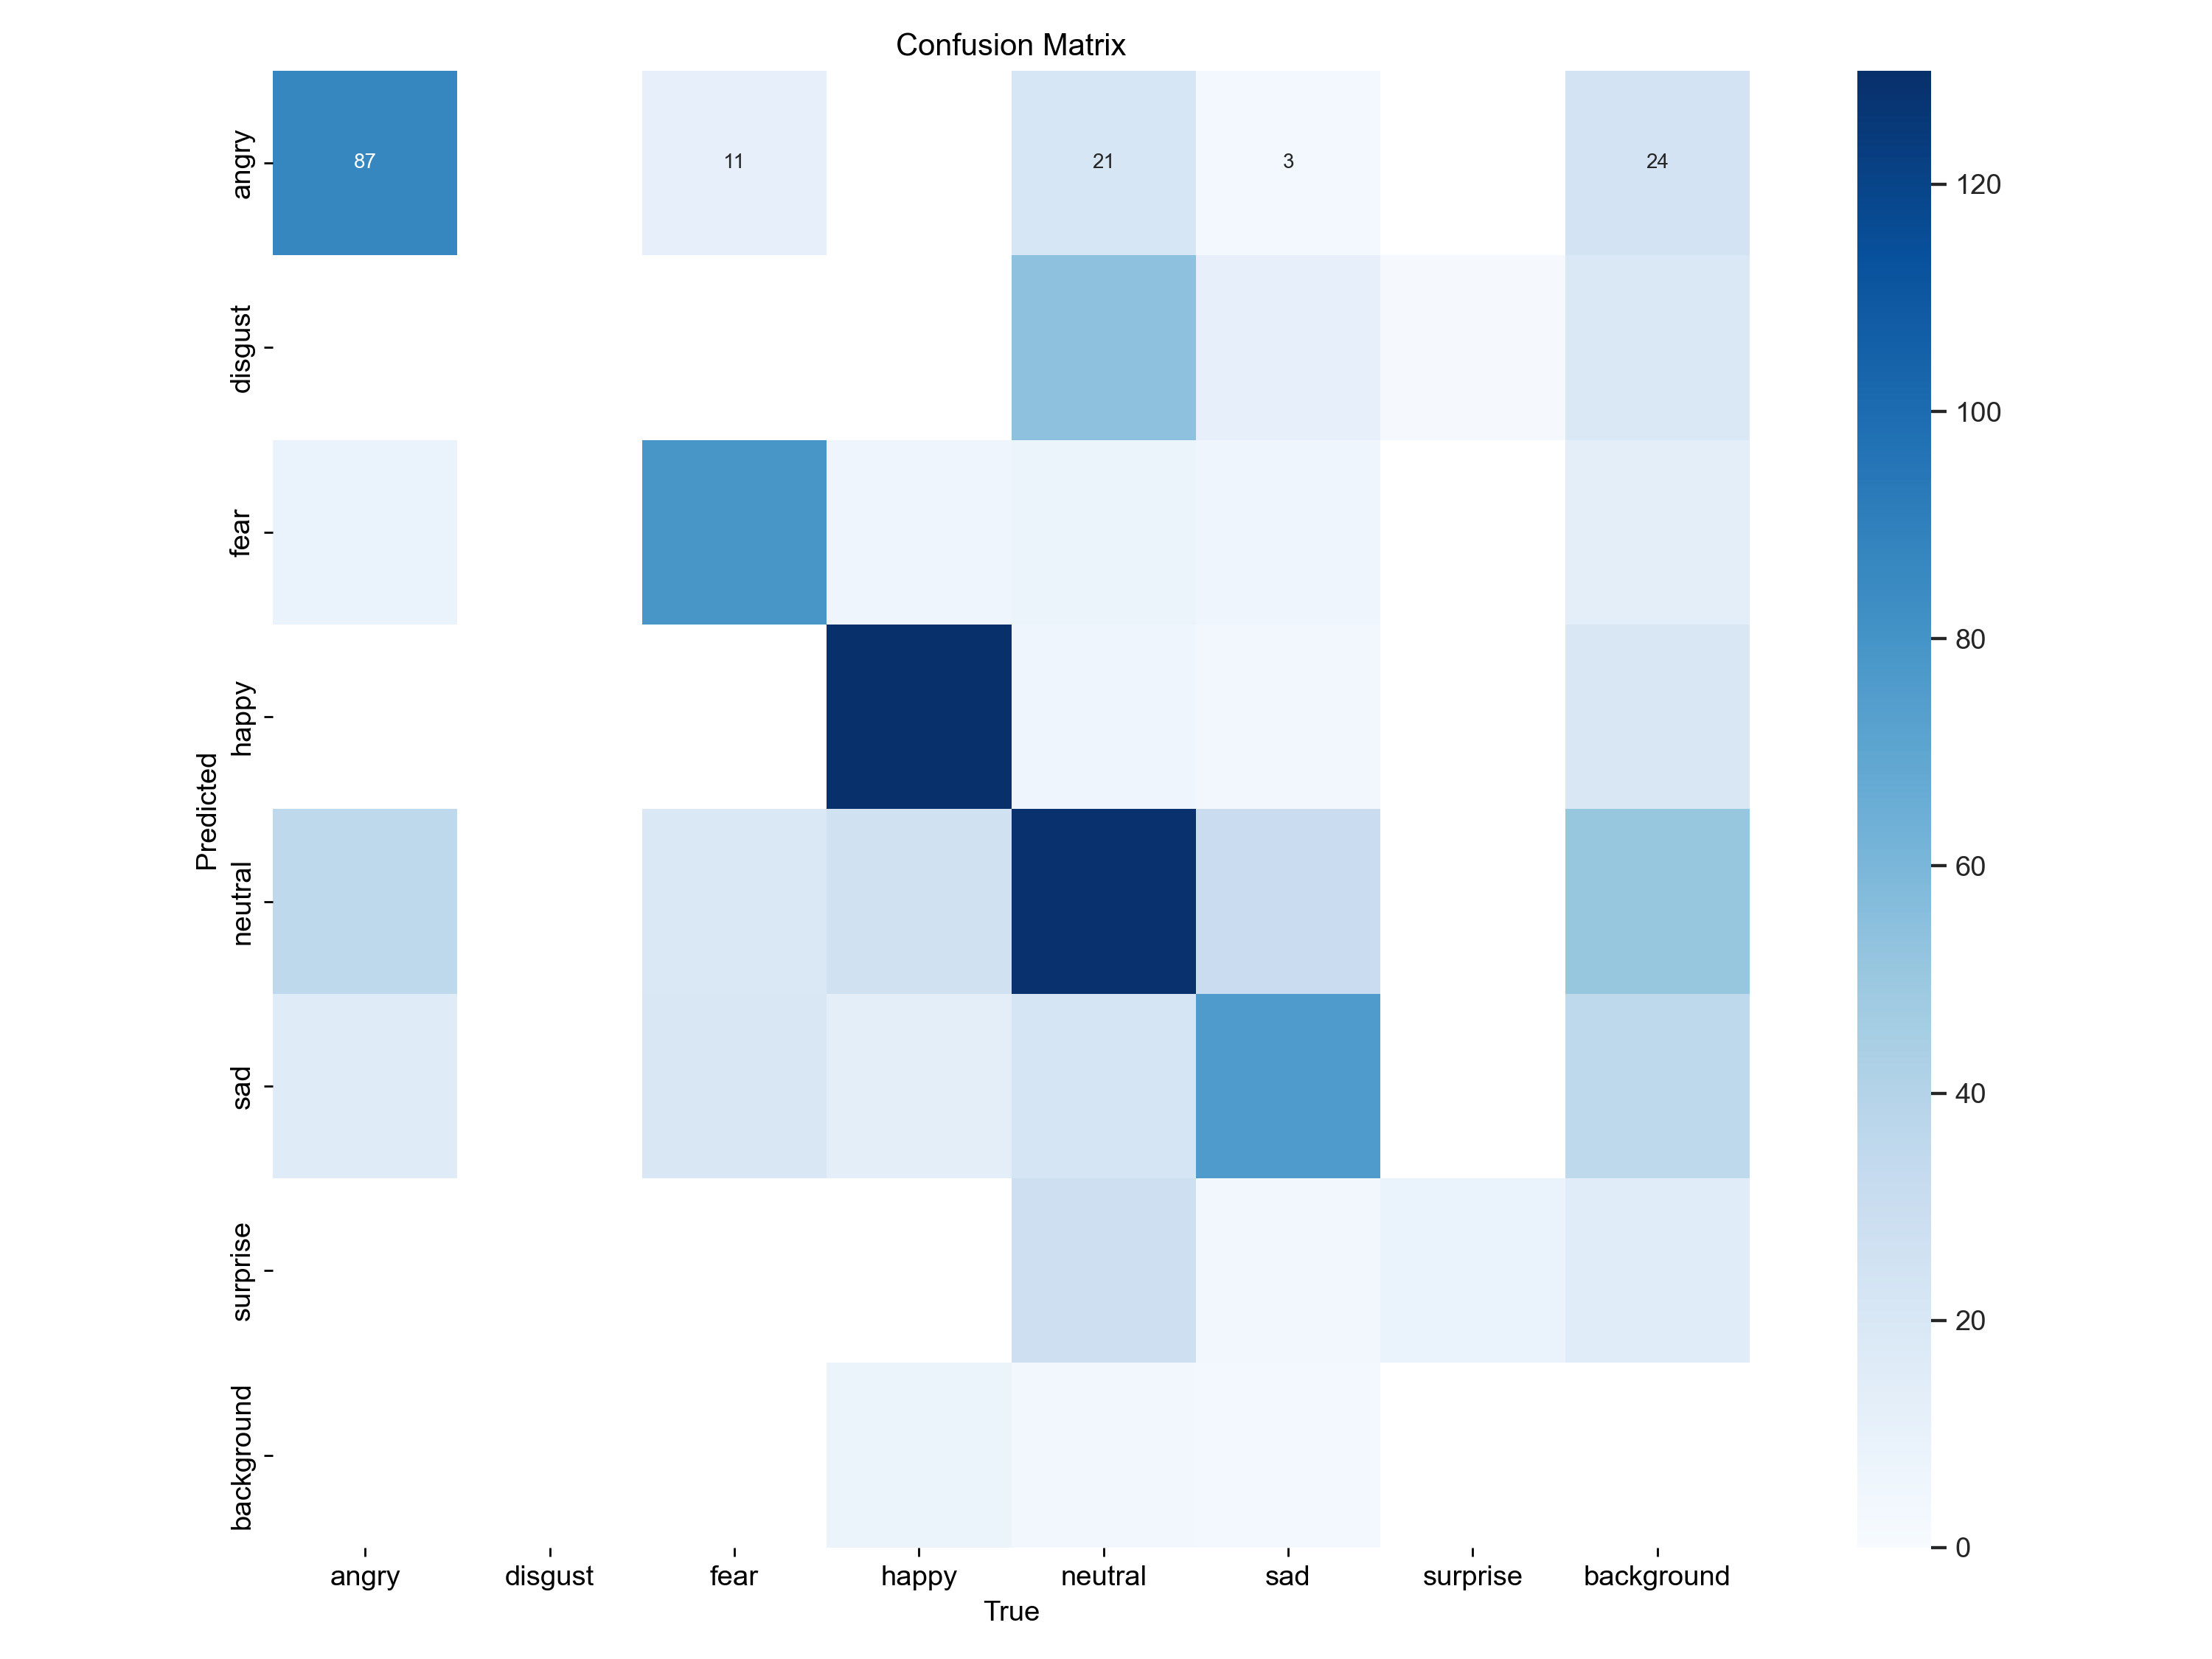 Confusion Matrix
angry
87
11
21
3
24
disgust
fear
happy
neutral
sad
surprise
background
Predicted
angry
disgust
fear
happy
neutral
sad
surprise
background
True
120
100
80
60
40
20
0